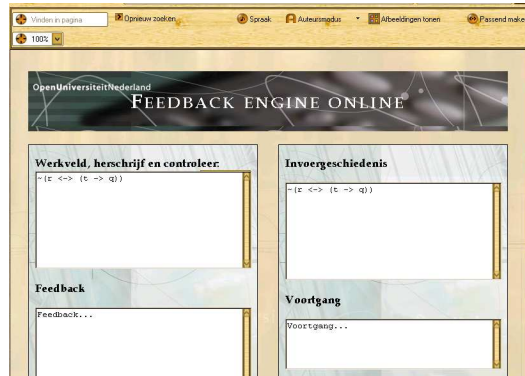 Vinden in pagina Opnieuw zoeken Spraak Auteursmodus Afbeeldingen tonen Passend make
100%
OpenUniversiteitNederland
FEEDBACK ENGINE ONLINE
Werkveld, herschrijf en controleer:
~(r <-> (t -> q))
Feedback
Feedback...
Invoergeschiedenis
~(r <-> (t -> q))
Voortgang
Voortgang...